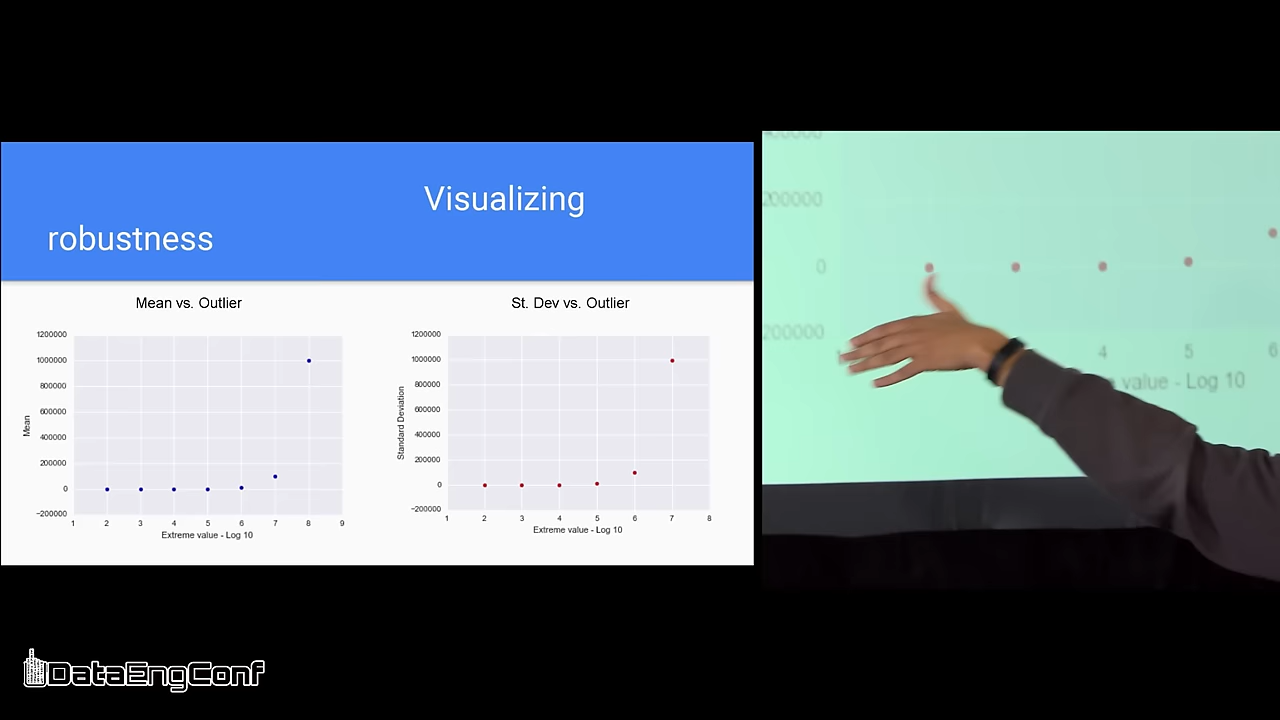 Visualizing
robustness
Mean vs. Outlier
1200000
1000000
800000
600000
400000
200000
0
−200000
Mean
1 2 3 4 5 6 7 8 9
Extreme value - Log 10
St. Dev vs. Outlier
1200000
1000000
800000
600000
400000
200000
0
−200000
Standard Deviation
1 2 3 4 5 6 7 8
Extreme value - Log 10
200000
0
200000
4 5 6
value - Log 10
DataEngConf